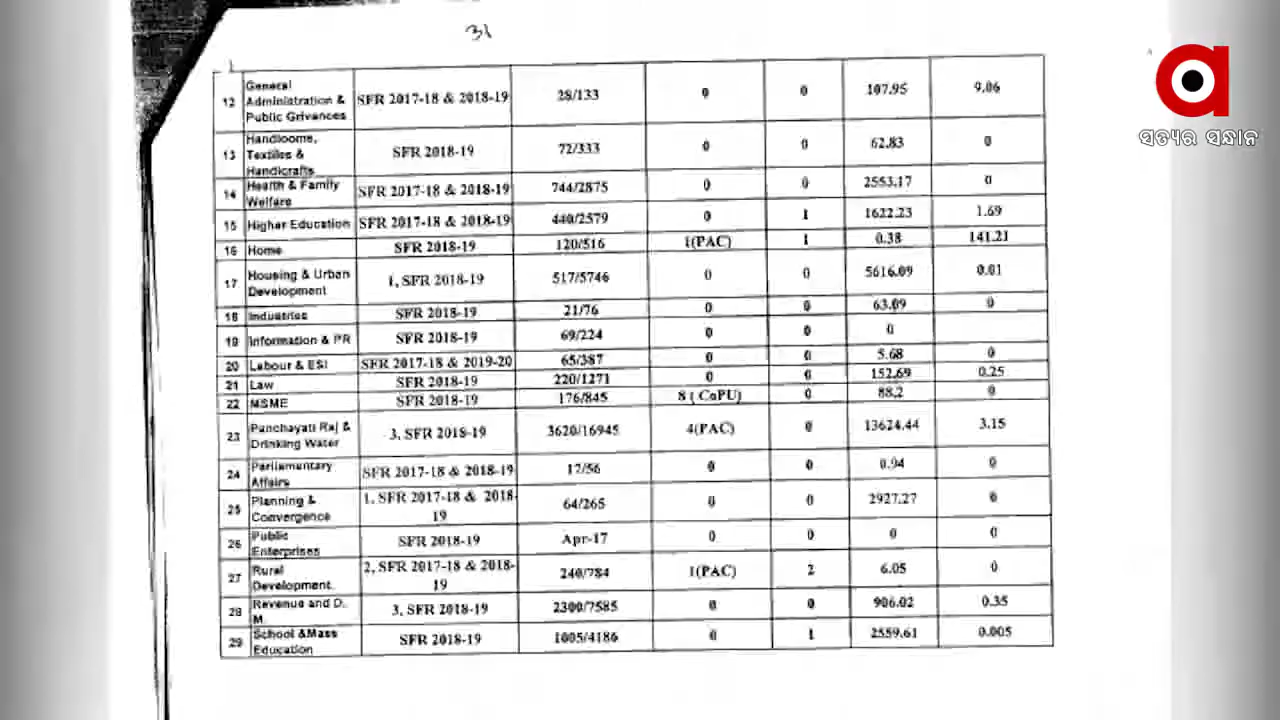 31
12 General Administration & Public Grivances SFR 2017-18 & 2018-19 28/133 0 0 107.95 9.06
13 Handlooms, Textiles & Handicrafts SFR 2018-19 72/333 0 0 62.83 0
14 Health & Family Welfare SFR 2017-18 & 2018-19 744/2875 0 0 2553.17 0
15 Higher Education SFR 2017-18 & 2018-19 440/2579 0 1 1622.23 1.69
16 Home SFR 2018-19 120/516 1(PAC) 1 0.38 141.21
17 Housing & Urban Development 1, SFR 2018-19 517/5746 0 0 5616.09 0.01
18 Industries SFR 2018-19 21/76 0 0 63.09 0
19 Information & PR SFR 2018-19 69/224 0 0 0
20 Labour & ESI SFR 2017-18 & 2019-20 65/387 0 0 5.68 0
21 Law SFR 2018-19 220/1271 0 0 152.69 0.25
22 MSME SFR 2018-19 176/845 8 ( CoPU) 0 88.2 0
23 Panchayati Raj & Drinking Water 3, SFR 2018-19 3620/16945 4(PAC) 0 13624.44 3.15
24 Parliamentary Affairs SFR 2017-18 & 2018-19 12/56 0 0 0.94 0
25 Planning & Convergence 1, SFR 2017-18 & 2018-19 64/265 0 0 2927.27 0
26 Public Enterprises SFR 2018-19 Apr-17 0 0 0 0
27 Rural Development. 2, SFR 2017-18 & 2018-19 240/784 1(PAC) 2 6.05 0
28 Revenue and D. M. 3, SFR 2018-19 2300/7585 0 0 906.02 0.35
29 School &Mass Education SFR 2018-19 1005/4186 0 1 2559.61 0.005
ସତ୍ୟର ସନ୍ଧାନ